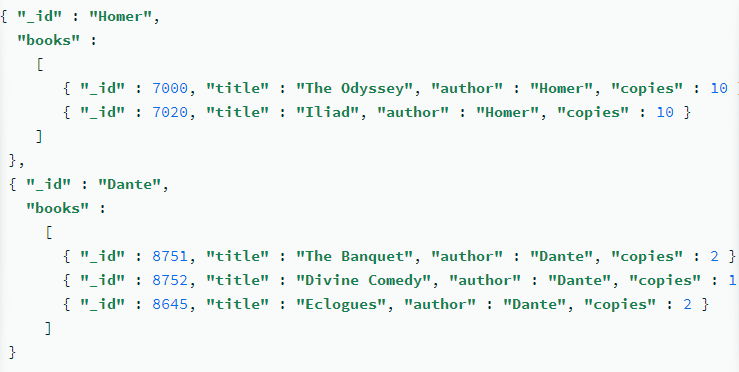 { "_id" : "Homer",
"books" :
[
{ "_id" : 7000, "title" : "The Odyssey", "author" : "Homer", "copies" : 10 }
{ "_id" : 7020, "title" : "Iliad", "author" : "Homer", "copies" : 10 }
]
},
{ "_id" : "Dante",
"books" :
[
{ "_id" : 8751, "title" : "The Banquet", "author" : "Dante", "copies" : 2 }
{ "_id" : 8752, "title" : "Divine Comedy", "author" : "Dante", "copies" : 1
{ "_id" : 8645, "title" : "Eclogues", "author" : "Dante", "copies" : 2 }
]
}